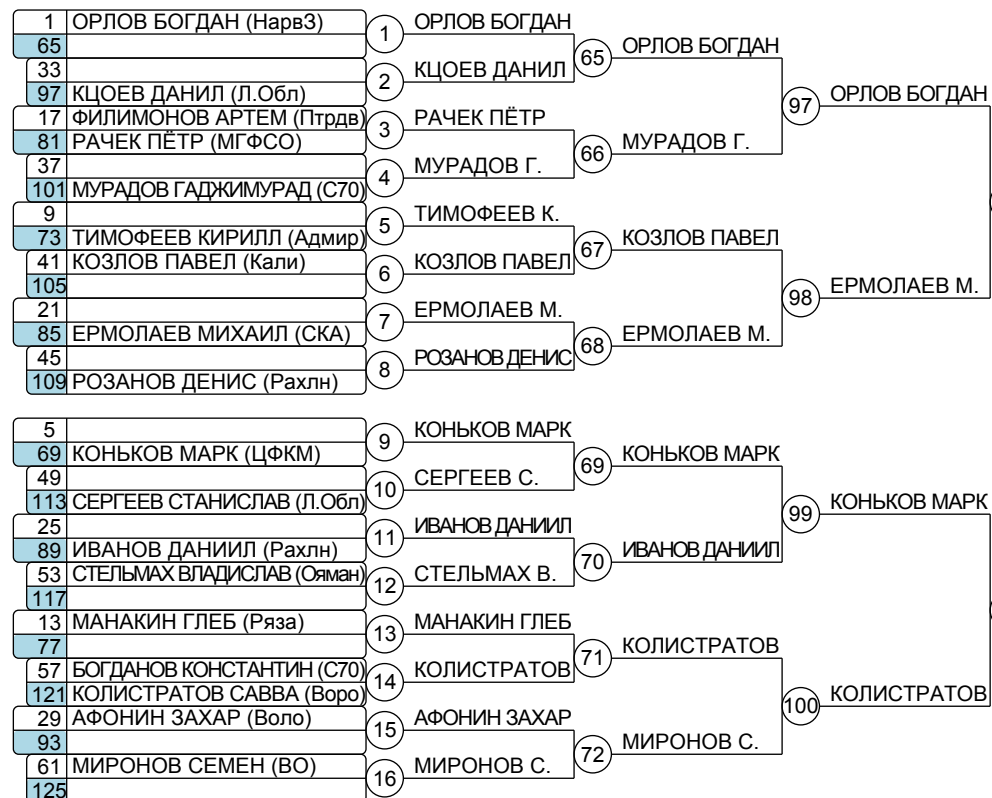 1 ОРЛОВ БОГДАН (Нарв3) 1 ОРЛОВ БОГДАН
65
65 ОРЛОВ БОГДАН
33
97 КЦОЕВ ДАНИЛ (Л.Обл) 2 КЦОЕВ ДАНИЛ
97 ОРЛОВ БОГДАН
17 ФИЛИМОНОВ АРТЕМ (Птрдв) 3 РАЧЕК ПЁТР
81 РАЧЕК ПЁТР (МГФСО)
66 МУРАДОВ Г.
37
101 МУРАДОВ ГАДЖИМУРАД (С70) 4 МУРАДОВ Г.
9
73 ТИМОФЕЕВ КИРИЛЛ (Адмир) 5 ТИМОФЕЕВ К.
67 КОЗЛОВ ПАВЕЛ
41 КОЗЛОВ ПАВЕЛ (Кали) 6 КОЗЛОВ ПАВЕЛ
105
98 ЕРМОЛАЕВ М.
21
85 ЕРМОЛАЕВ МИХАИЛ (СКА) 7 ЕРМОЛАЕВ М.
68 ЕРМОЛАЕВ М.
45
109 РОЗАНОВ ДЕНИС (Рахлн) 8 РОЗАНОВ ДЕНИС
5
69 КОНЬКОВ МАРК (ЦФКМ) 9 КОНЬКОВ МАРК
69 КОНЬКОВ МАРК
49
113 СЕРГЕЕВ СТАНИСЛАВ (Л.Обл) 10 СЕРГЕЕВ С.
99 КОНЬКОВ МАРК
25
89 ИВАНОВ ДАНИИЛ (Рахлн) 11 ИВАНОВ ДАНИИЛ
70 ИВАНОВ ДАНИИЛ
53 СТЕЛЬМАХ ВЛАДИСЛАВ (Ояман) 12 СТЕЛЬМАХ В.
117
13 МАНАКИН ГЛЕБ (Ряза) 13 МАНАКИН ГЛЕБ
77
71 КОЛИСТРАТОВ
57 БОГДАНОВ КОНСТАНТИН (С70) 14 КОЛИСТРАТОВ
121 КОЛИСТРАТОВ САВВА (Воро)
100 КОЛИСТРАТОВ
29 АФОНИН ЗАХАР (Воло) 15 АФОНИН ЗАХАР
93
72 МИРОНОВ С.
61 МИРОНОВ СЕМЕН (ВО) 16 МИРОНОВ С.
125